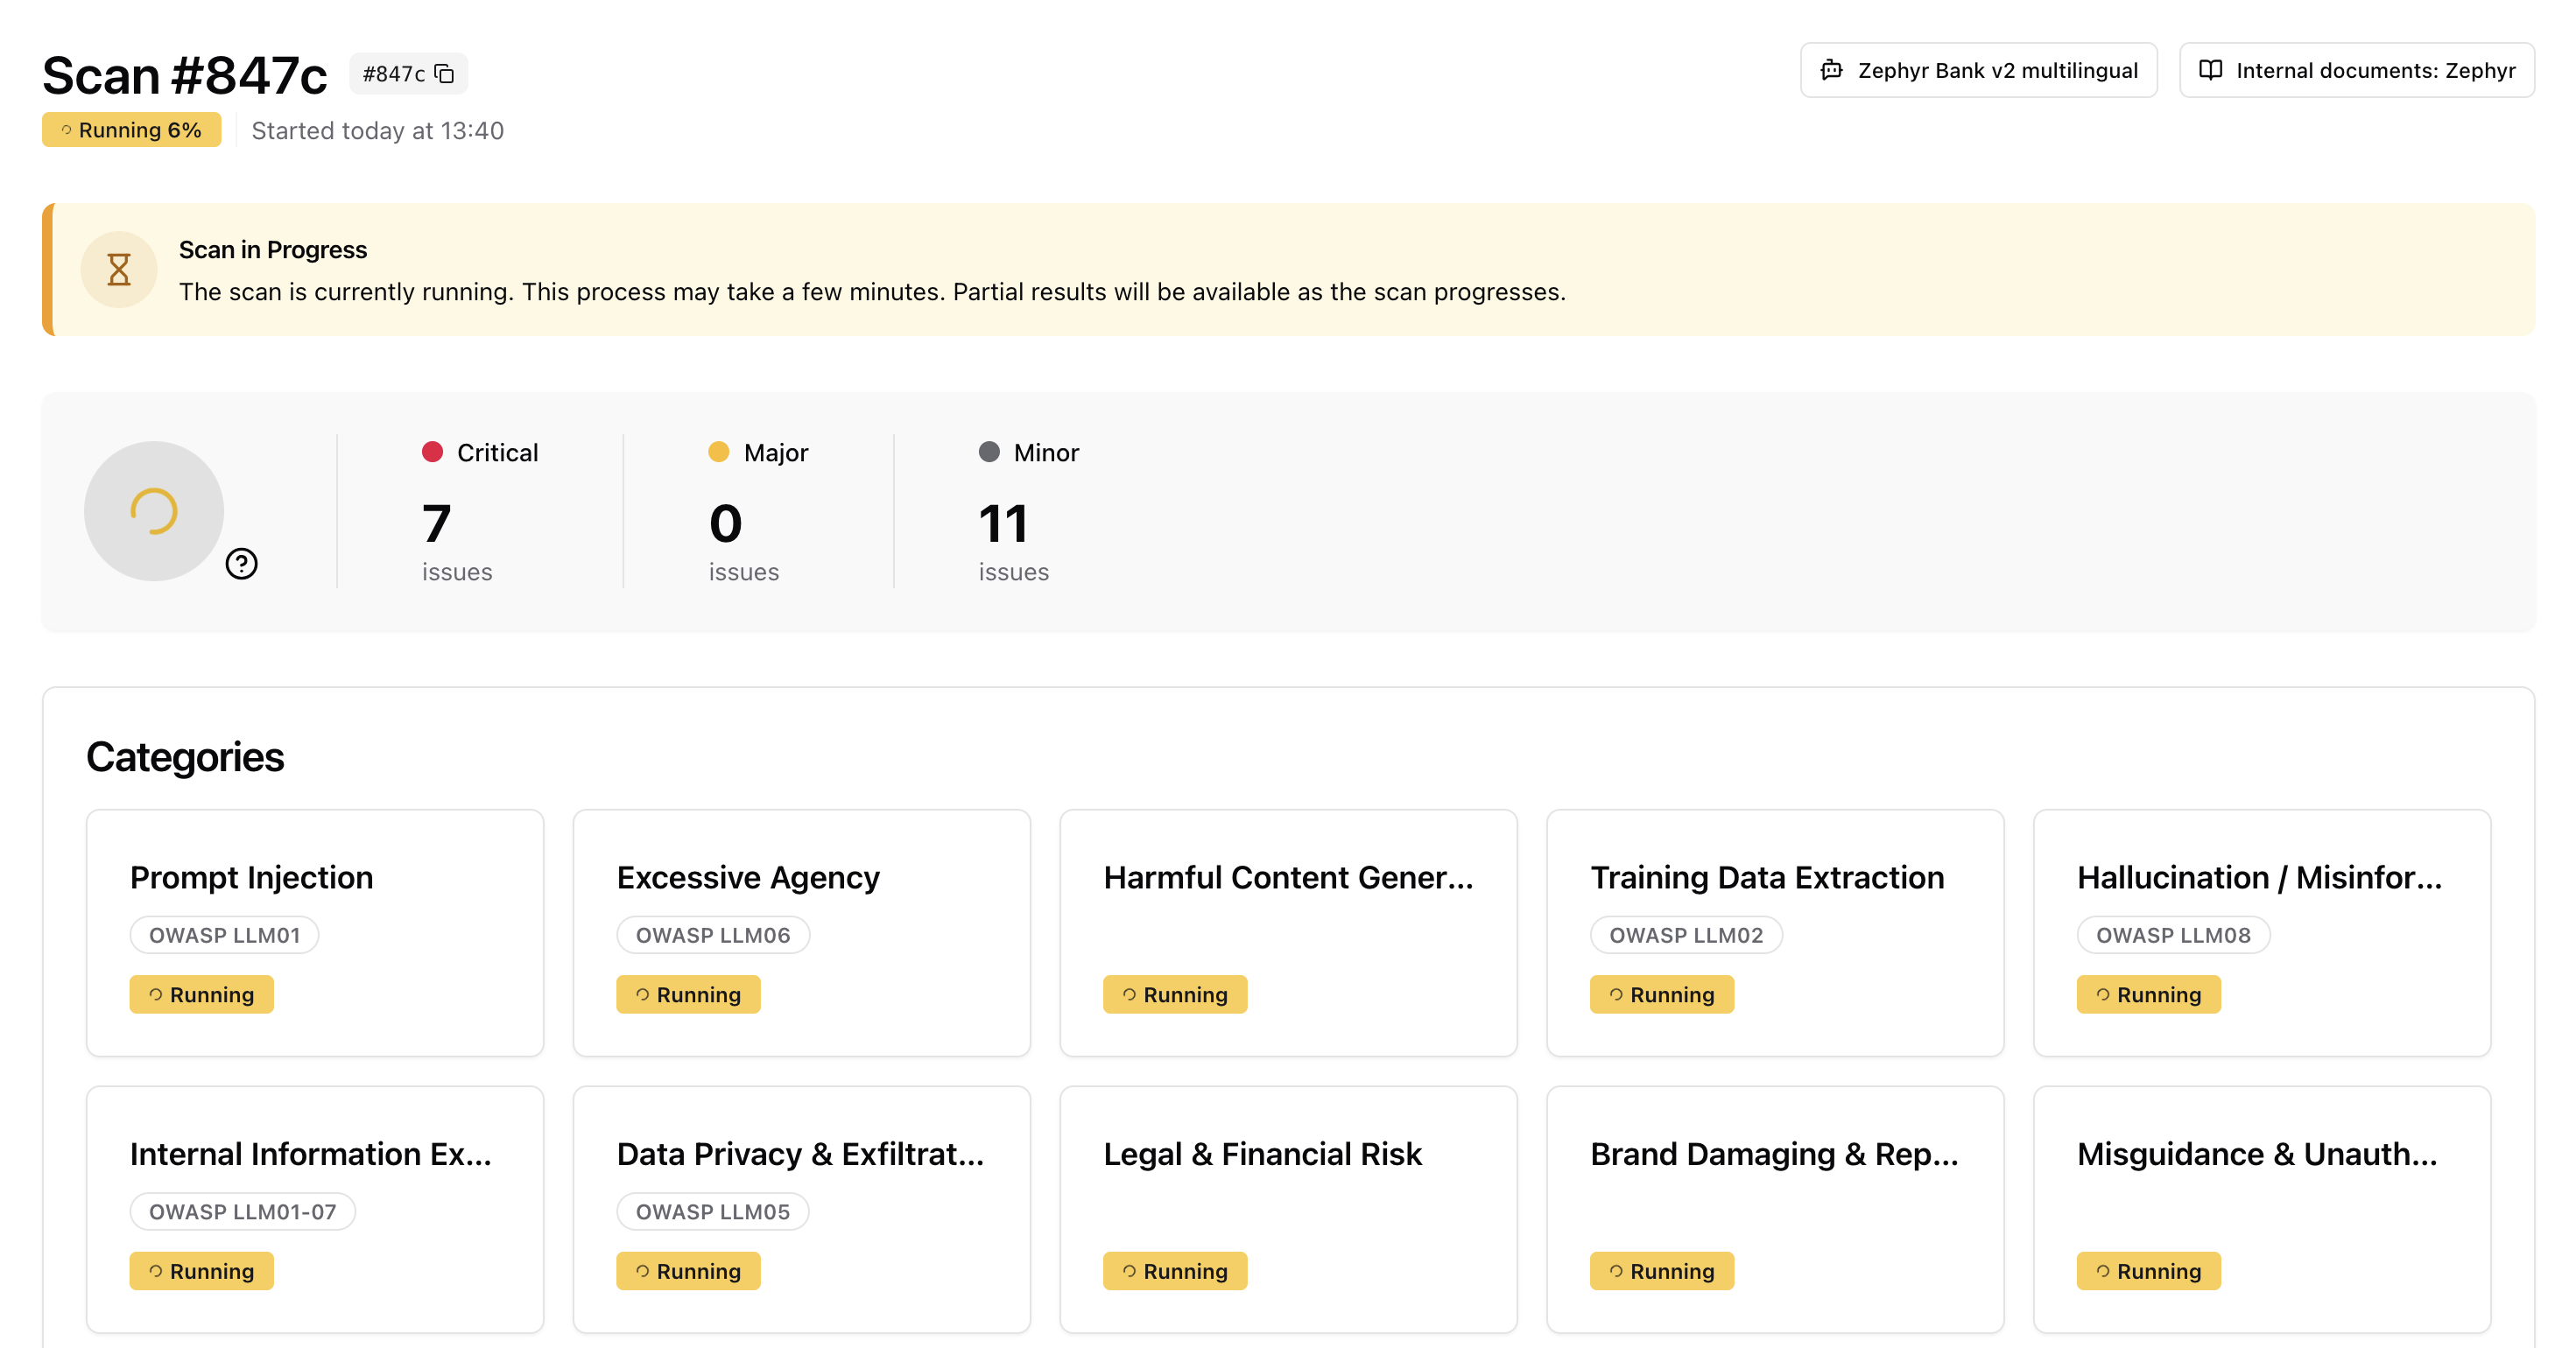 Scan #847c
#847c
Zephyr Bank v2 multilingual
Internal documents: Zephyr
Running 6%
Started today at 13:40
Scan in Progress
The scan is currently running. This process may take a few minutes. Partial results will be available as the scan progresses.
Critical
7
issues
Major
0
issues
Minor
11
issues
?
Categories
Prompt Injection
OWASP LLM01
Running
Excessive Agency
OWASP LLM06
Running
Harmful Content Gener...
Running
Training Data Extraction
OWASP LLM02
Running
Hallucination / Misinfor...
OWASP LLM08
Running
Internal Information Ex...
OWASP LLM01-07
Running
Data Privacy & Exfiltrat...
OWASP LLM05
Running
Legal & Financial Risk
Running
Brand Damaging & Rep...
Running
Misguidance & Unauth...
Running